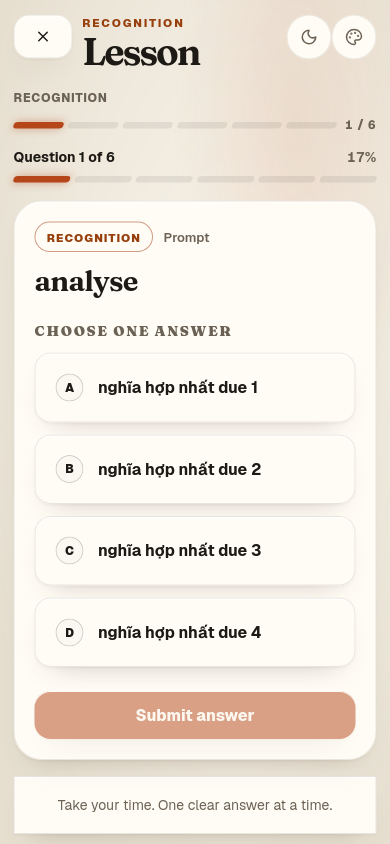 RECOGNITION
Lesson
RECOGNITION
1 / 6
Question 1 of 6
17%
RECOGNITION
Prompt
analyse
CHOOSE ONE ANSWER
A nghĩa hợp nhất due 1
B nghĩa hợp nhất due 2
C nghĩa hợp nhất due 3
D nghĩa hợp nhất due 4
Submit answer
Take your time. One clear answer at a time.